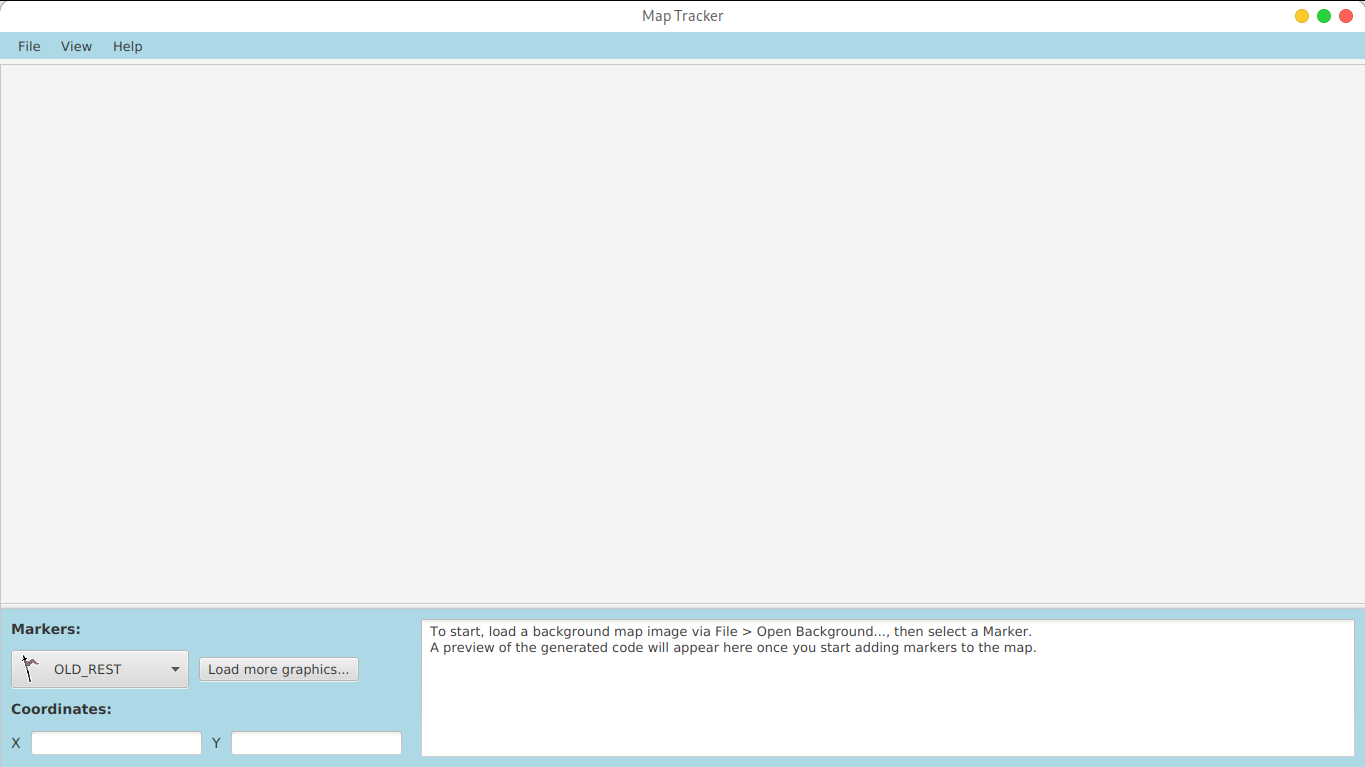 Map Tracker
File View Help
Markers:
OLD_REST
Load more graphics...
Coordinates:
X
Y
To start, load a background map image via File > Open Background..., then select a Marker.
A preview of the generated code will appear here once you start adding markers to the map.